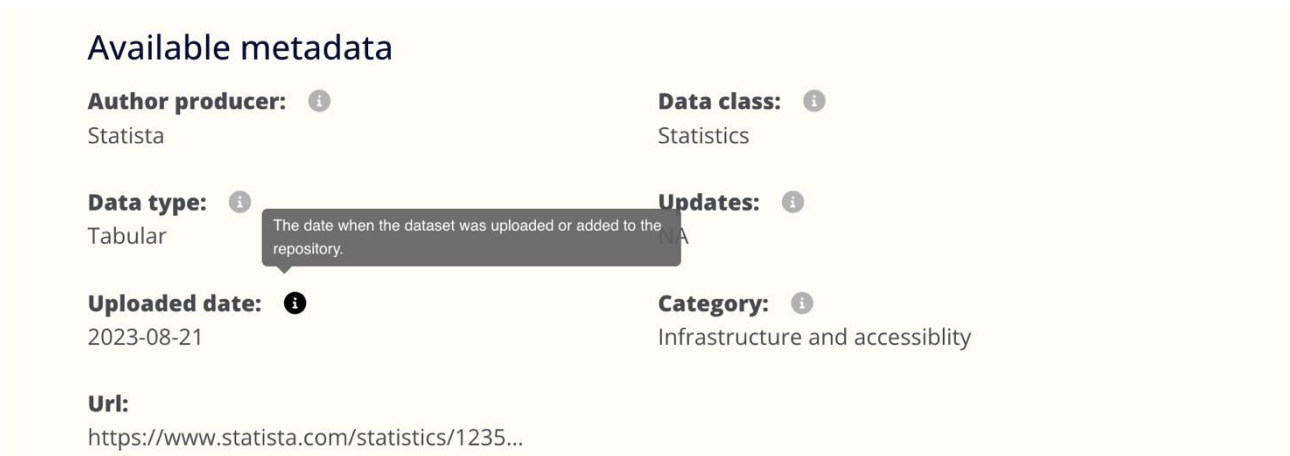 Available metadata
Author producer:
Statista
Data class:
Statistics
Data type:
Tabular
Updates:
NA
The date when the dataset was uploaded or added to the
repository.
Uploaded date:
2023-08-21
Category:
Infrastructure and accessiblity
Url:
https://www.statista.com/statistics/1235...